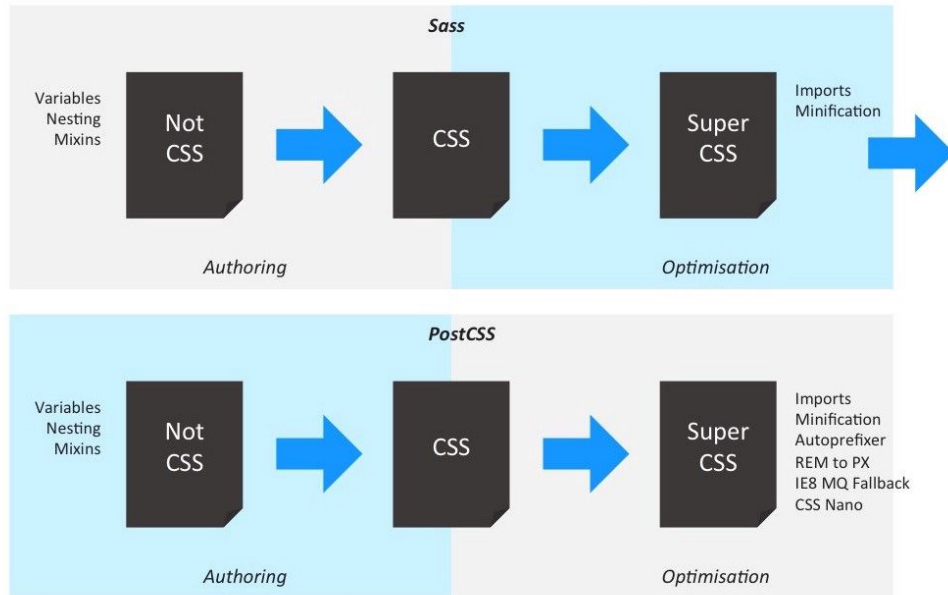 Sass
Variables
Nesting
Mixins
Not
CSS
CSS
Super
CSS
Imports
Minification
Authoring
Optimisation
PostCSS
Variables
Nesting
Mixins
Not
CSS
CSS
Super
CSS
Imports
Minification
Autoprefixer
REM to PX
IE8 MQ Fallback
CSS Nano
Authoring
Optimisation